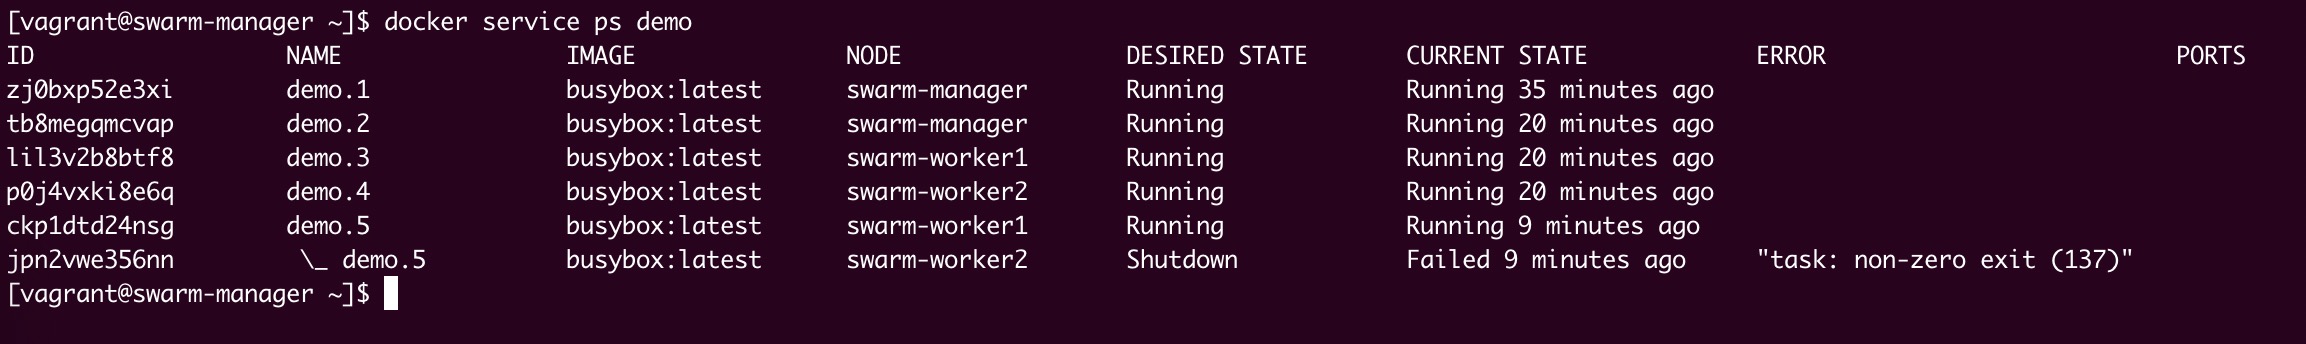 [vagrant@swarm-manager ~]$ docker service ps demo
ID                  NAME                IMAGE               NODE                DESIRED STATE       CURRENT STATE            ERROR                         PORTS
zj0bxp52e3xi        demo.1              busybox:latest      swarm-manager       Running             Running 35 minutes ago
tb8megqmcvap        demo.2              busybox:latest      swarm-manager       Running             Running 20 minutes ago
lil3v2b8btf8        demo.3              busybox:latest      swarm-worker1       Running             Running 20 minutes ago
p0j4vxki8e6q        demo.4              busybox:latest      swarm-worker2       Running             Running 20 minutes ago
ckp1dtd24nsg        demo.5              busybox:latest      swarm-worker1       Running             Running 9 minutes ago
jpn2vwe356nn         \_ demo.5          busybox:latest      swarm-worker2       Shutdown            Failed 9 minutes ago     "task: non-zero exit (137)"
[vagrant@swarm-manager ~]$